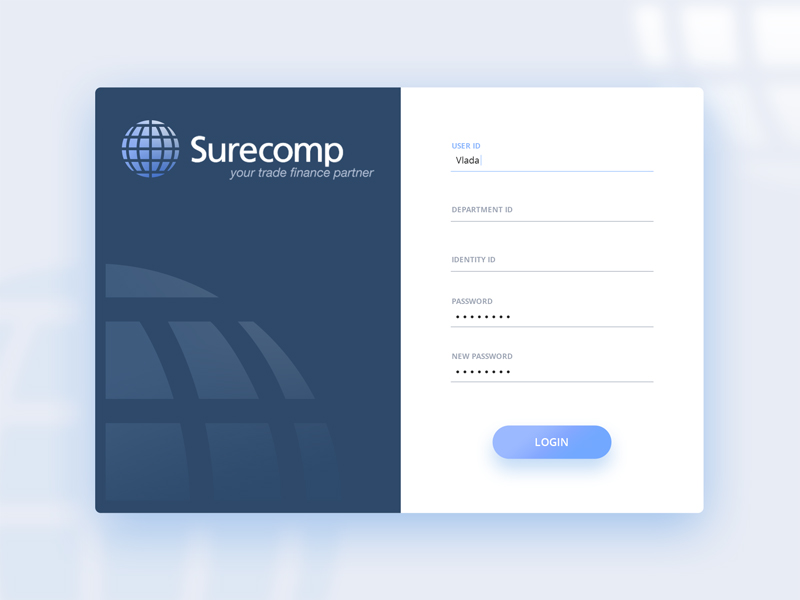 Surecomp
your trade finance partner
USER ID
Vlada
DEPARTMENT ID
IDENTITY ID
PASSWORD
••••••••
NEW PASSWORD
••••••••
LOGIN